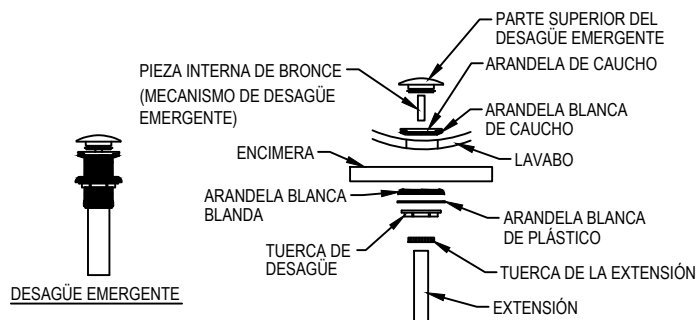 PARTE SUPERIOR DEL
DESAGÜE EMERGENTE
ARANDELA DE CAUCHO
PIEZA INTERNA DE BRONCE
(MECANISMO DE DESAGÜE
EMERGENTE)
ARANDELA BLANCA
DE CAUCHO
ENCIMERA
LAVABO
ARANDELA BLANCA
BLANDA
ARANDELA BLANCA
DE PLÁSTICO
TUERCA DE
DESAGÜE
TUERCA DE LA EXTENSIÓN
DESAGÜE EMERGENTE
EXTENSIÓN